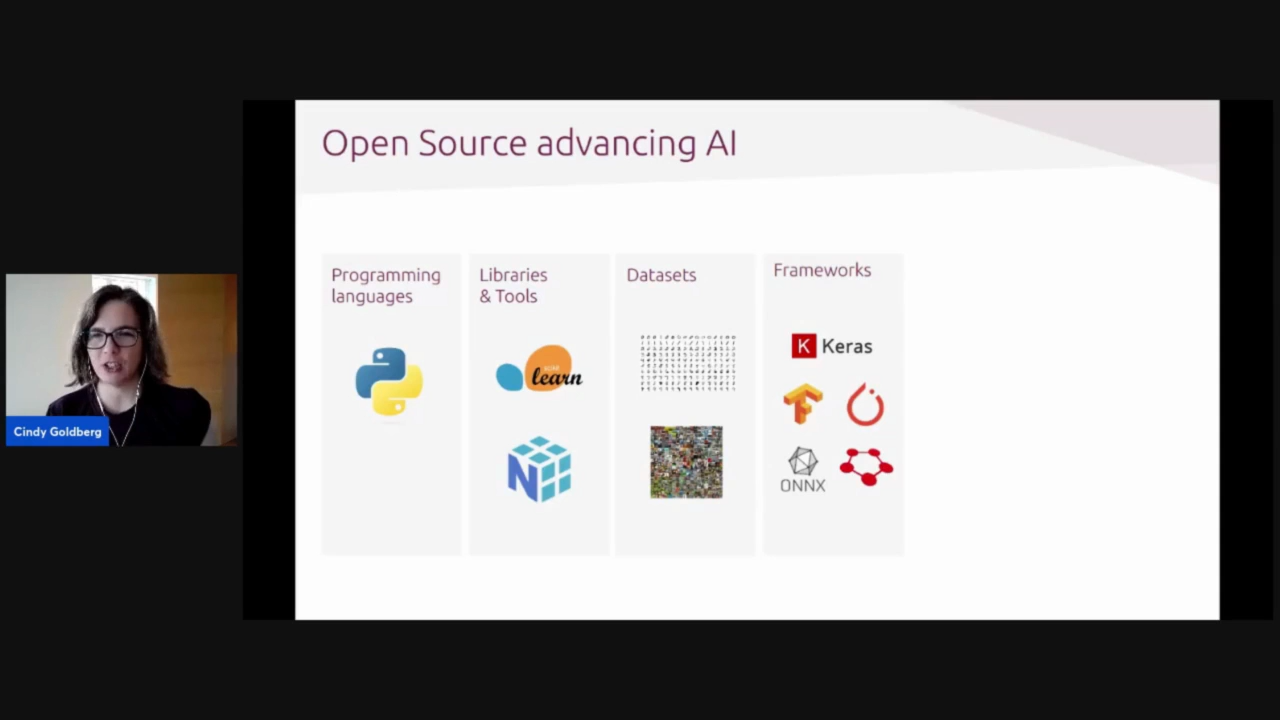 Open Source advancing AI
Programming
languages
Libraries
& Tools
Datasets
Frameworks
learn
K Keras
ONNX
N
Cindy Goldberg